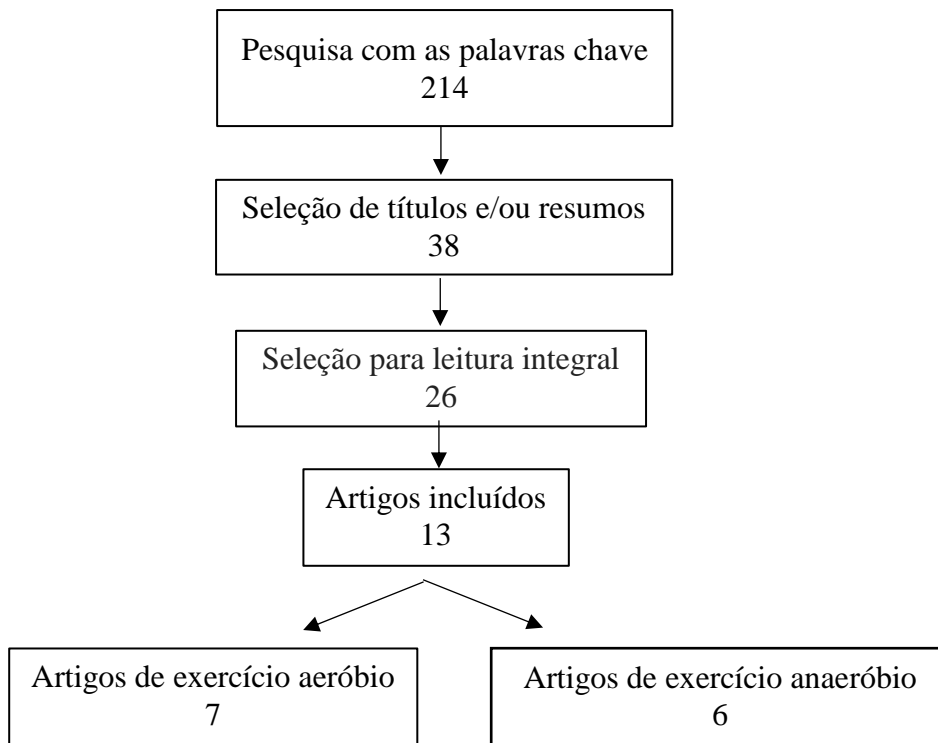 Pesquisa com as palavras chave
214
Seleção de títulos e/ou resumos
38
Seleção para leitura integral
26
Artigos incluídos
13
Artigos de exercício aeróbio
7
Artigos de exercício anaeróbio
6